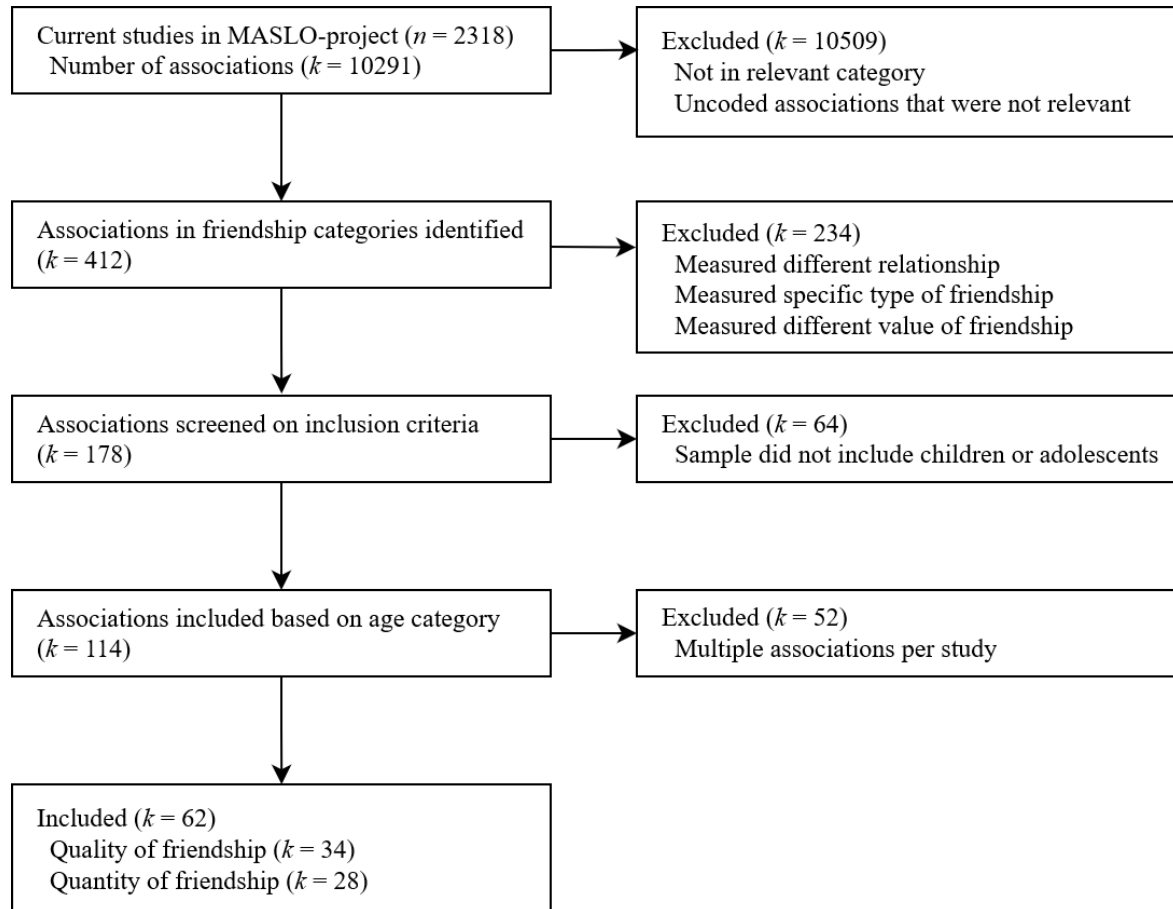 Current studies in MASLO-project (n = 2318)
Number of associations (k = 10291)
Excluded (k = 10509)
Not in relevant category
Uncoded associations that were not relevant
Associations in friendship categories identified
(k = 412)
Excluded (k = 234)
Measured different relationship
Measured specific type of friendship
Measured different value of friendship
Associations screened on inclusion criteria
(k = 178)
Excluded (k = 64)
Sample did not include children or adolescents
Associations included based on age category
(k = 114)
Excluded (k = 52)
Multiple associations per study
Included (k = 62)
Quality of friendship (k = 34)
Quantity of friendship (k = 28)